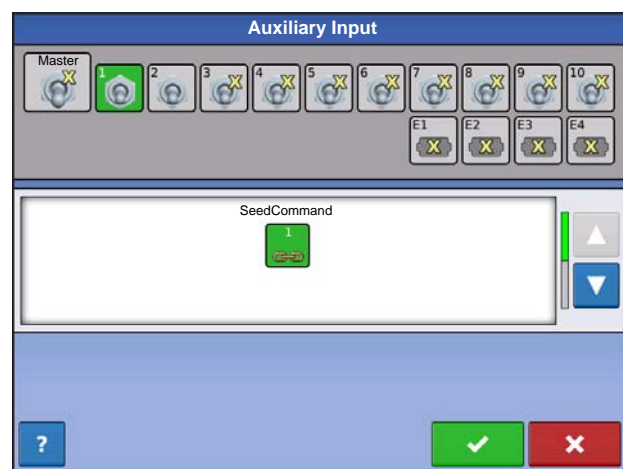 Auxiliary Input
Master
1 2 3 X 4 X 5 X 6 X 7 X 8 X 9 X 10 X
E1 X E2 X E3 X E4 X
SeedCommand
1
?